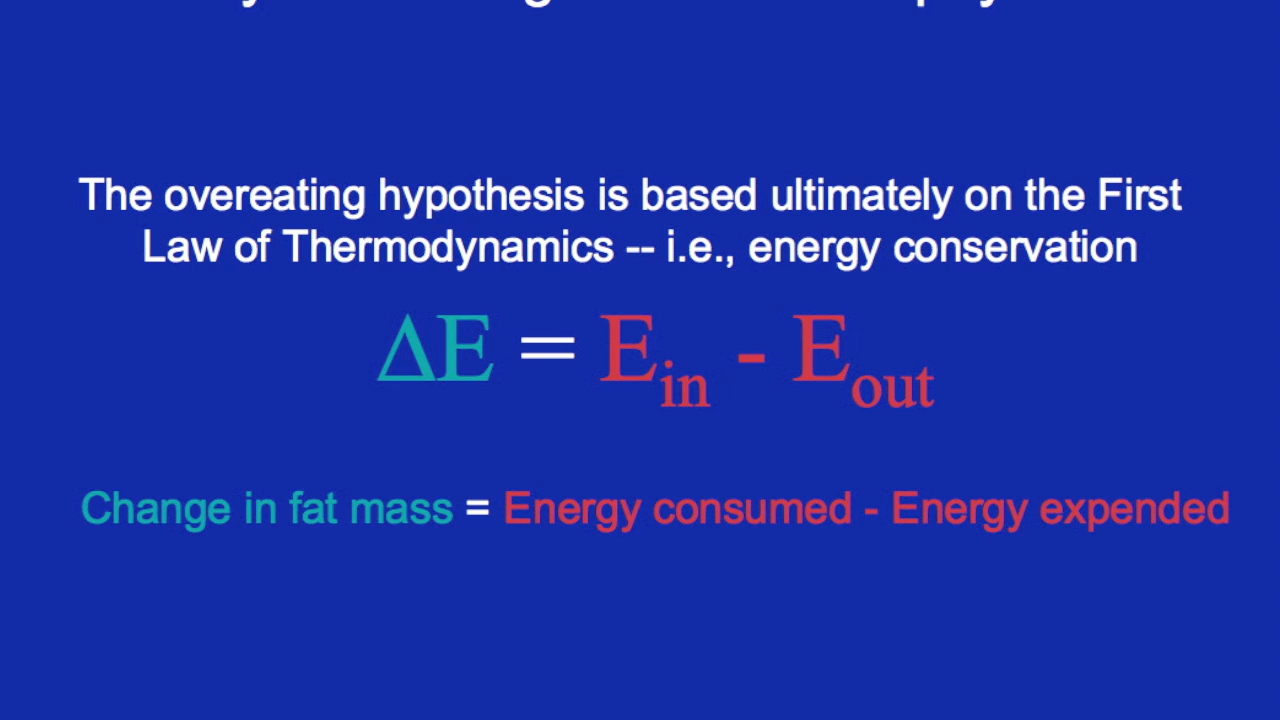 The overeating hypothesis is based ultimately on the First
Law of Thermodynamics -- i.e., energy conservation
ΔE = Ein - Eout
Change in fat mass = Energy consumed - Energy expended